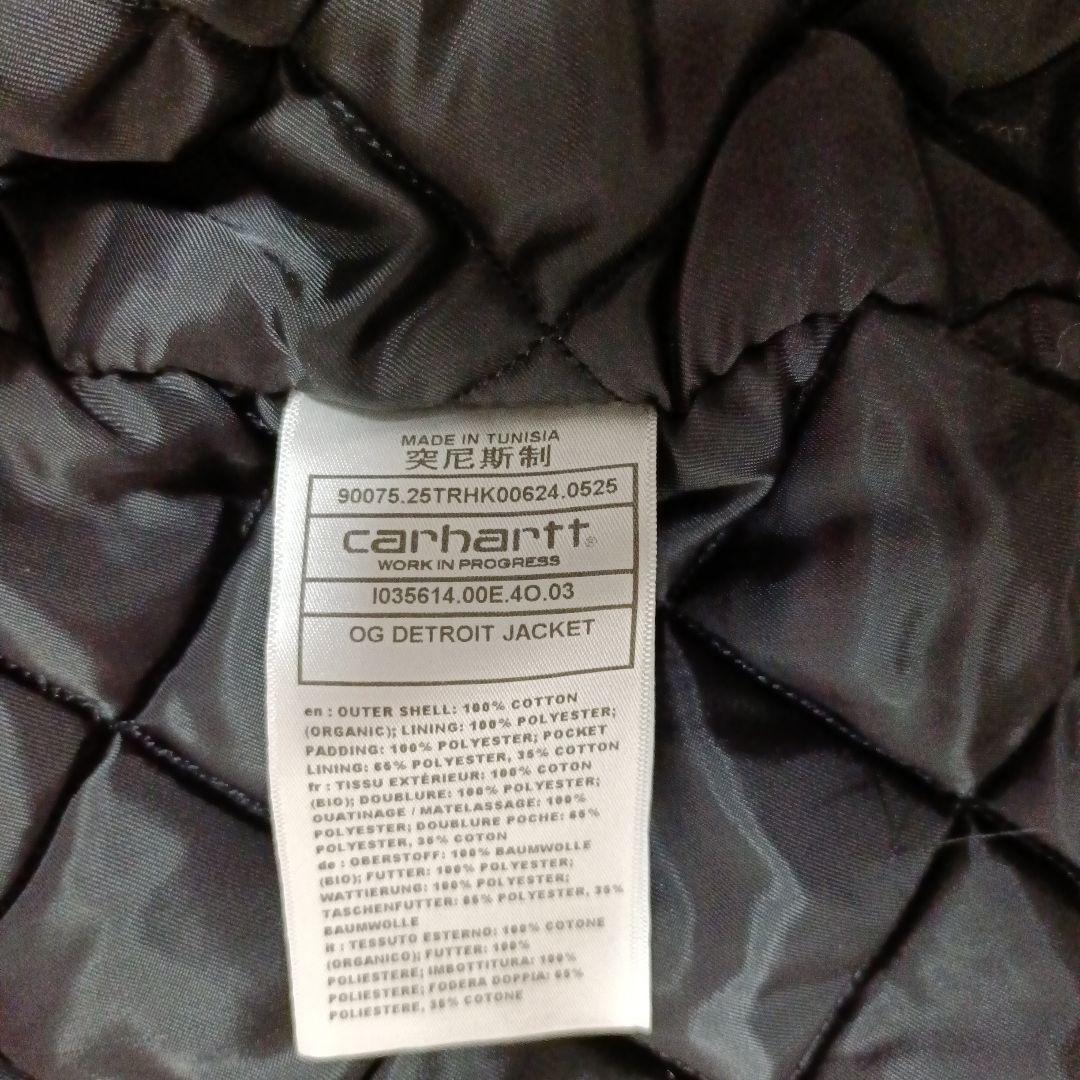 MADE IN TUNISIA
突尼斯制
90075.25TRHK00624.0525
carhartt®
WORK IN PROGRESS
I035614.00E.4O.03
OG DETROIT JACKET
en : OUTER SHELL: 100% COTTON
(ORGANIC); LINING: 100% POLYESTER;
PADDING: 100% POLYESTER; POCKET
LINING: 65% POLYESTER, 35% COTTON
fr : TISSU EXTÉRIEUR: 100% COTON
(BIO); DOUBLURE: 100% POLYESTER;
OUATINAGE / MATELASSAGE: 100%
POLYESTER; DOUBLURE POCHE: 65%
POLYESTER, 35% COTON
de : OBERSTOFF: 100% BAUMWOLLE
(BIO); FUTTER: 100% POLYESTER;
WATTIERUNG: 100% POLYESTER;
TASCHENFUTTER: 65% POLYESTER, 35%
BAUMWOLLE
it : TESSUTO ESTERNO: 100% COTONE
(ORGANICO); FUTTER: 100%
POLIESTERE; IMBOTTITURA: 100%
POLIESTERE; FODERA DOPPIA: 65%
POLIESTERE, 35% COTONE